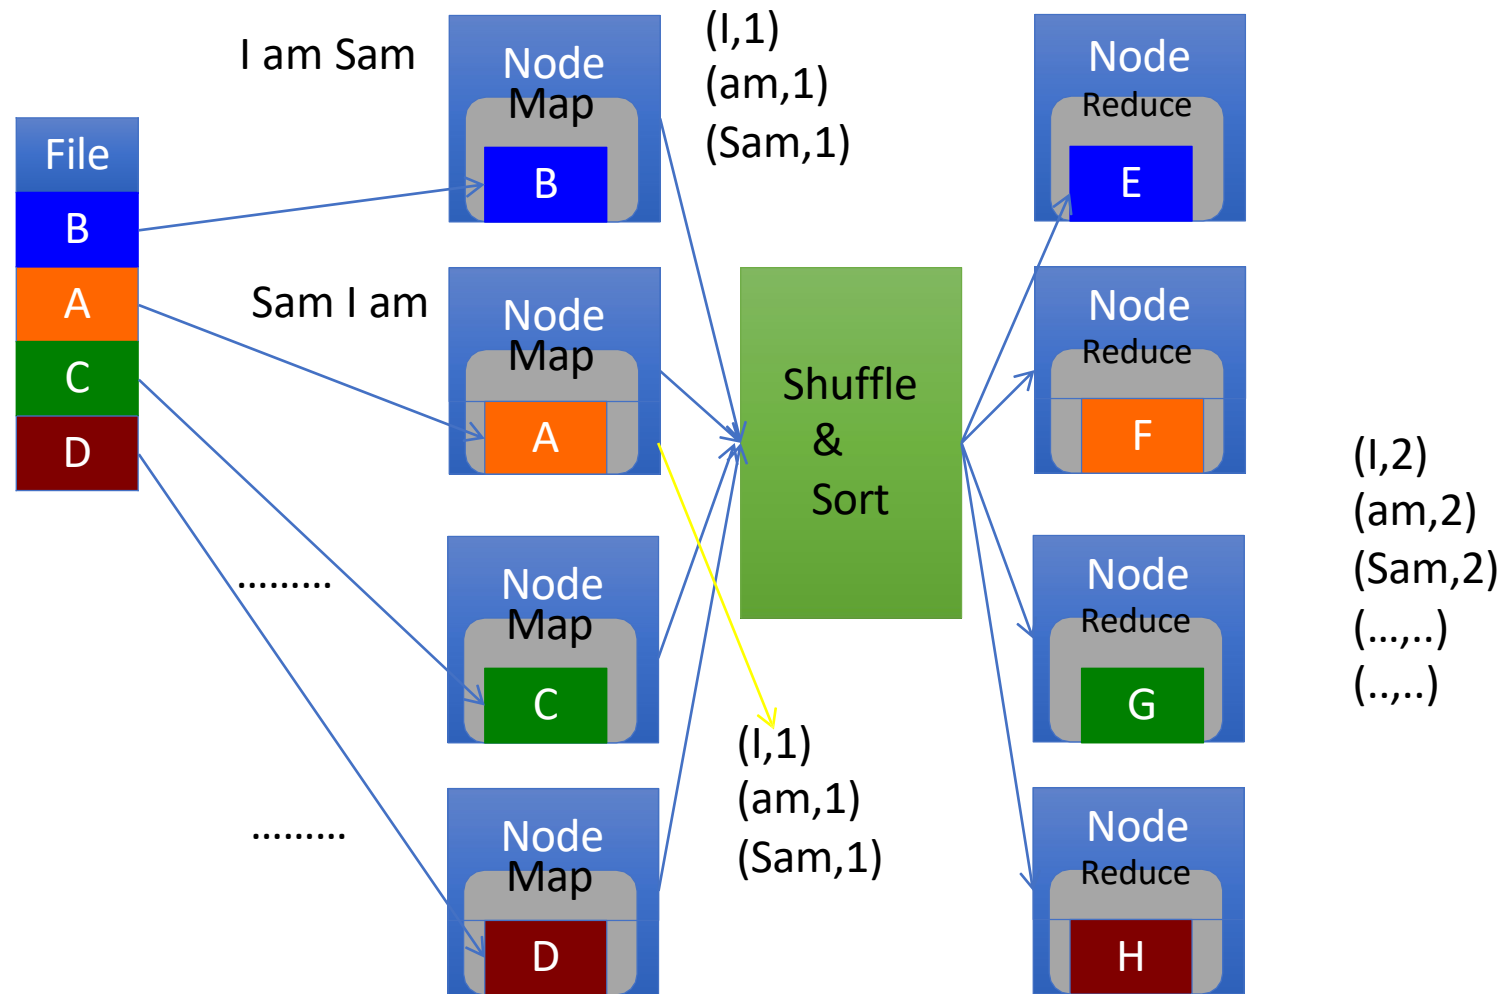 File
B
A
C
D
I am Sam
Node
Map
B
Sam I am
Node
Map
A
.........
Node
Map
C
.........
Node
Map
D
(I,1)
(am,1)
(Sam,1)
Shuffle
&
Sort
(I,1)
(am,1)
(Sam,1)
Node
Reduce
E
Node
Reduce
F
Node
Reduce
G
Node
Reduce
H
(I,2)
(am,2)
(Sam,2)
(...,..)
(..,..)